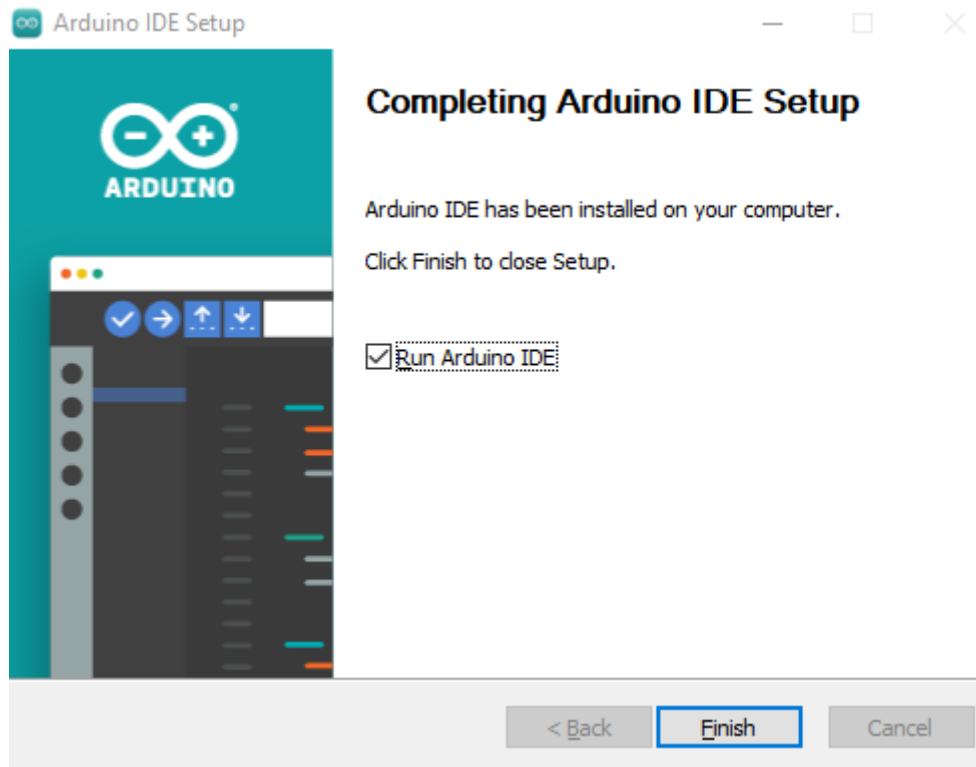 Arduino IDE Setup
ARDUINO
Completing Arduino IDE Setup
Arduino IDE has been installed on your computer.
Click Finish to close Setup.
Run Arduino IDE
< Back
Finish
Cancel